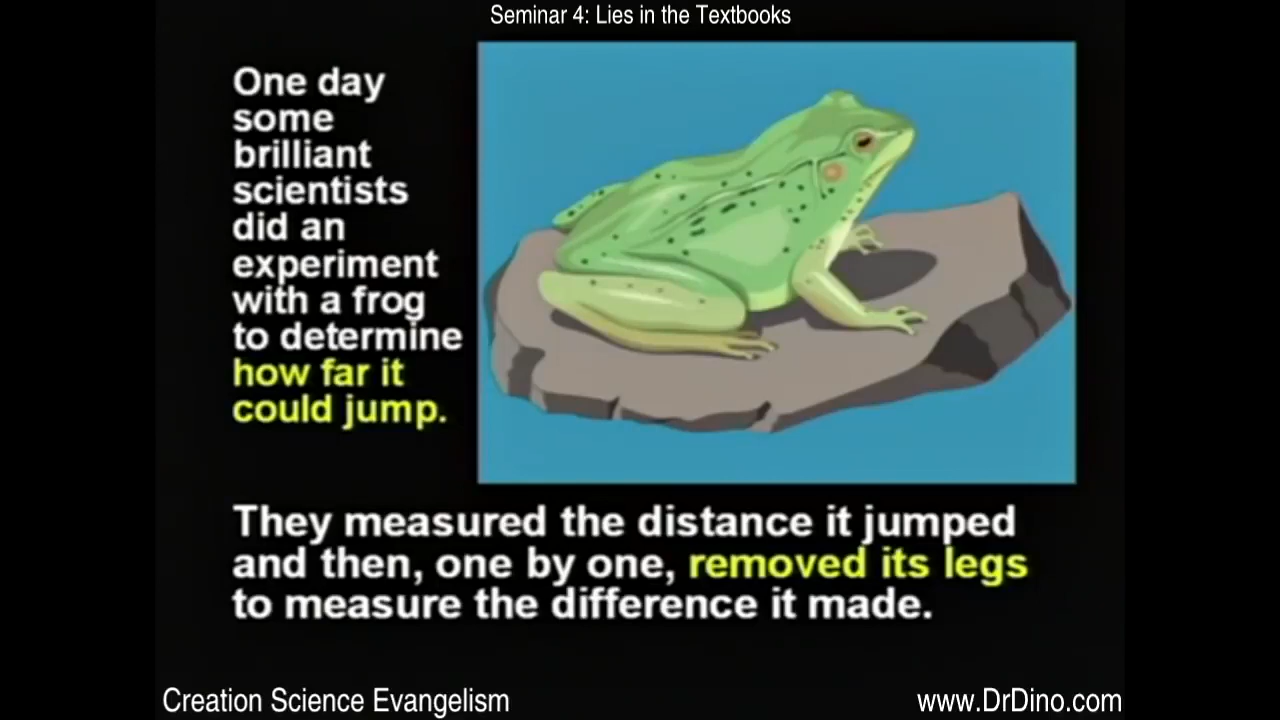 Seminar 4: Lies in the Textbooks
One day
some
brilliant
scientists
did an
experiment
with a frog
to determine
how far it
could jump.
They measured the distance it jumped
and then, one by one, removed its legs
to measure the difference it made.
Creation Science Evangelism
www.DrDino.com